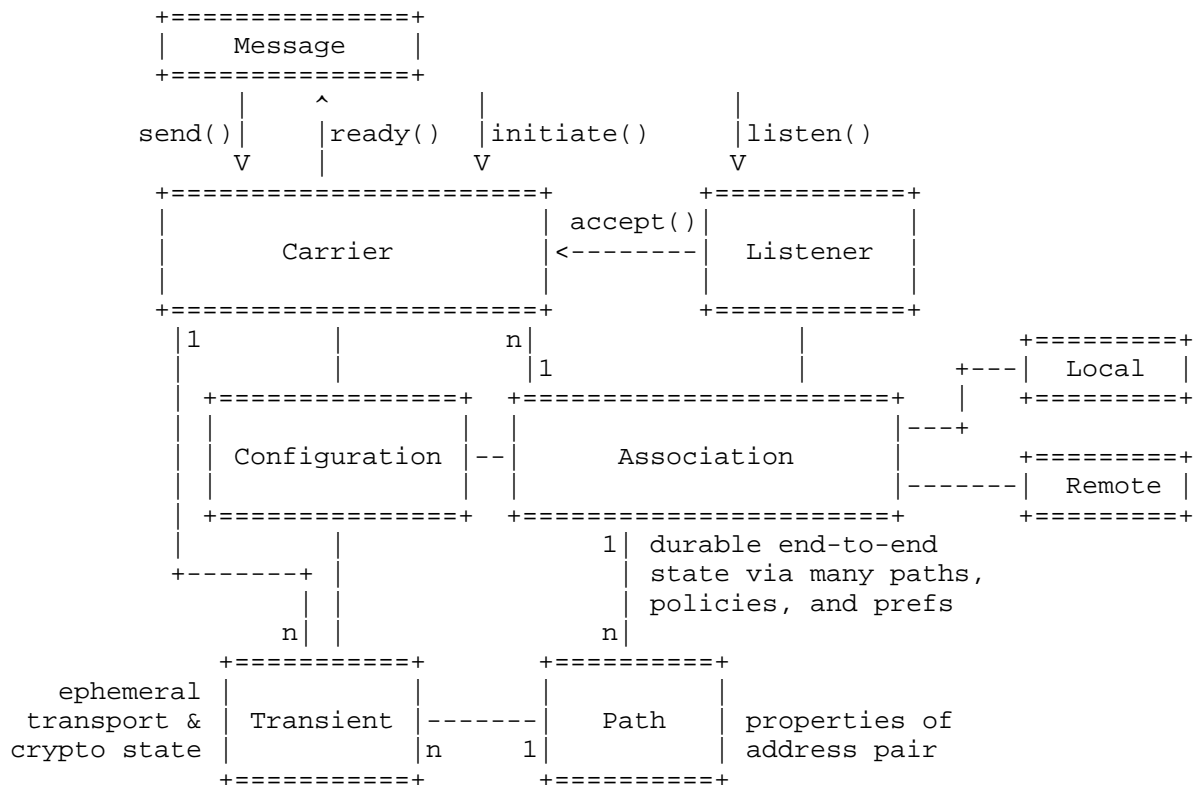 Message
send() ready() initiate() listen()
accept()
Carrier Listener
1 n
1 Local
Configuration Association
Remote
1 durable end-to-end
state via many paths,
policies, and prefs
n n
ephemeral
transport & Transient Path properties of
crypto state n 1 address pair